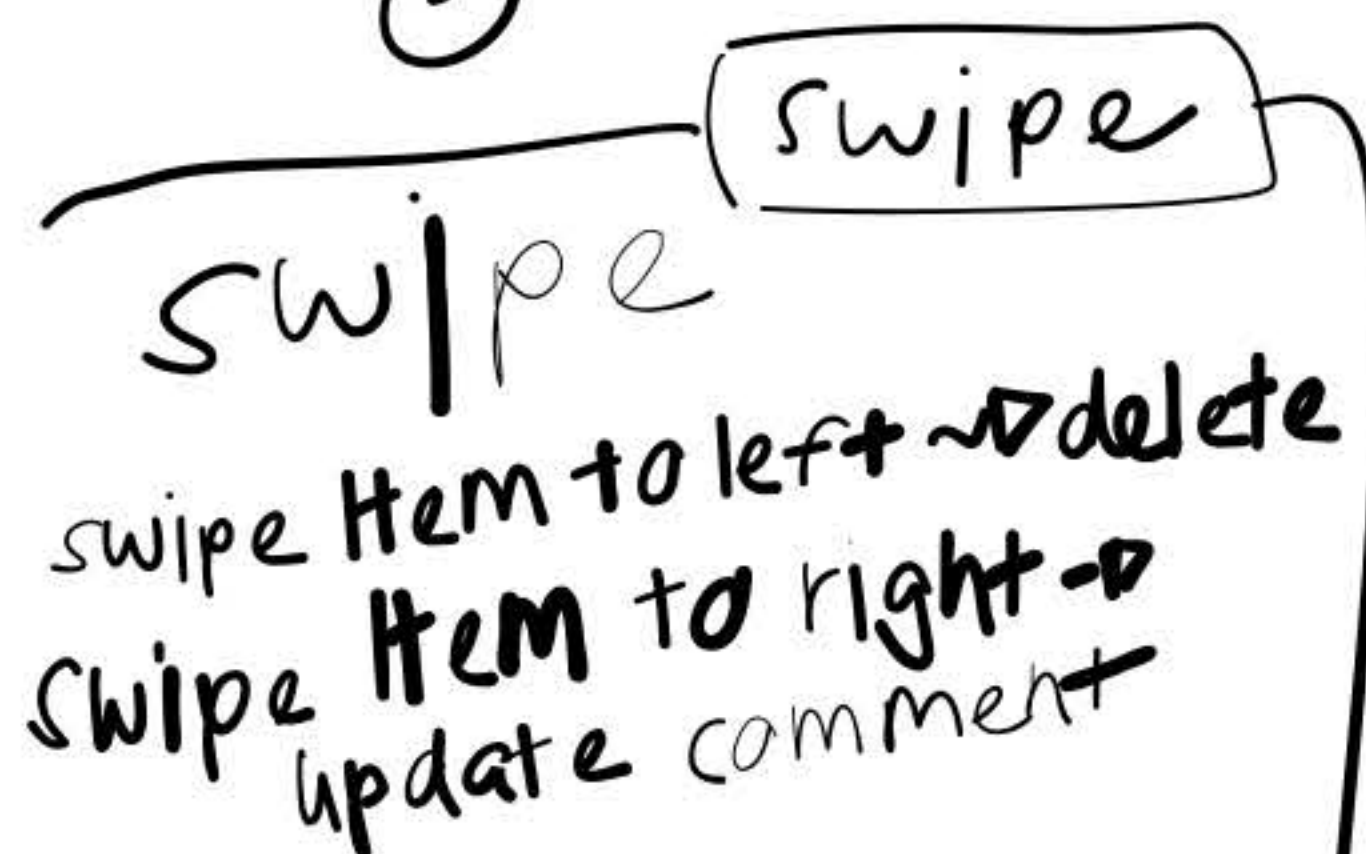 swipe
swipe
swipe Item to left → delete
swipe Item to right →
update comment